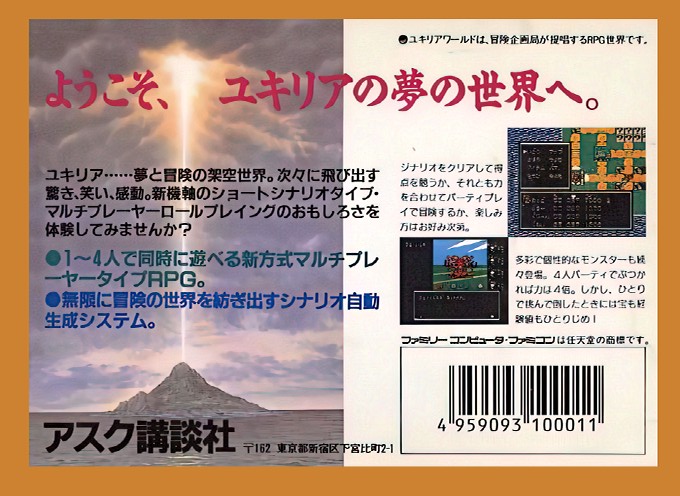 ●ユキリアワールドは、冒険企画局が提唱するRPG世界です。
ようこそ、 ユキリアの夢の世界へ。
ユキリア……夢と冒険の架空世界。次々に飛び出す
驚き、笑い、感動。新機軸のショートシナリオタイプ・
マルチプレーヤーロールプレイングのおもしろさを
体験してみませんか?
●1〜4人で同時に遊べる新方式マルチプレ
ーヤータイプRPG。
●無限に冒険の世界を紡ぎ出すシナリオ自動
生成システム。
シナリオをクリアして得
点を競うか、それとも力
を合わせてパーティプレ
イで冒険するか、楽しみ
方はお好み次第。
多彩で個性的なモンスターも続
々登場。4人パーティでぶつか
れば力は4倍。しかし、ひとり
で挑んで倒したときには宝も経
験値もひとりじめ!
ファミリーコンピュータ・ファミコンは任天堂の商標です。
4 959093 100011
アスク講談社 〒162 東京都新宿区下宮比町2-1